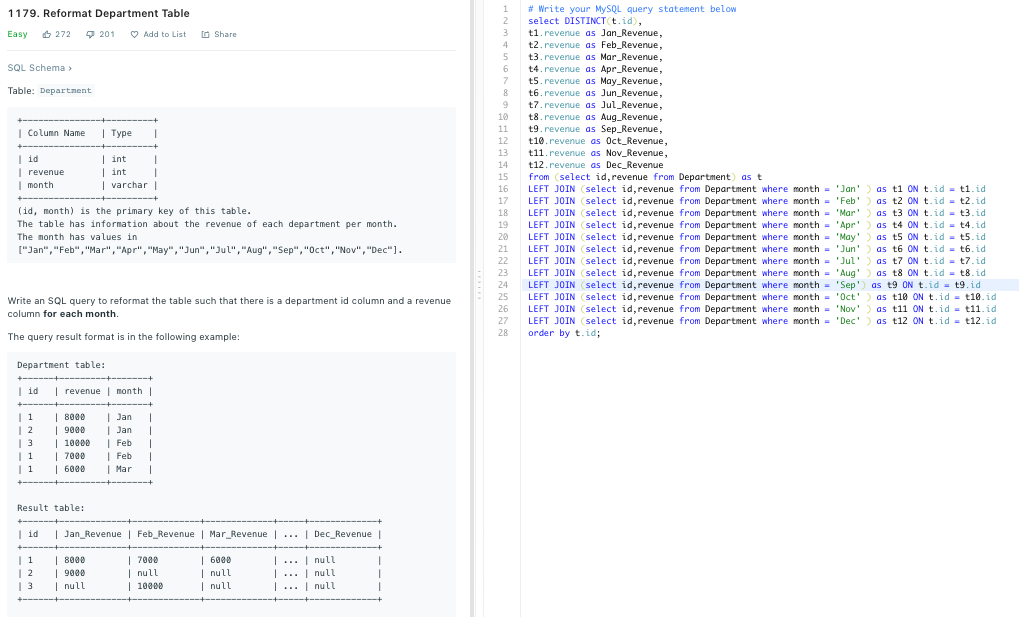 1179. Reformat Department Table
Easy 272 201 Add to List Share
SQL Schema >
Table: Department
+---------------+---------+
| Column Name | Type |
+---------------+---------+
| id | int |
| revenue | int |
| month | varchar |
+---------------+---------+
(id, month) is the primary key of this table.
The table has information about the revenue of each department per month.
The month has values in
["Jan","Feb","Mar","Apr","May","Jun","Jul","Aug","Sep","Oct","Nov","Dec"].
Write an SQL query to reformat the table such that there is a department id column and a revenue
column for each month.
The query result format is in the following example:
Department table:
+------+---------+-------+
| id | revenue | month |
+------+---------+-------+
| 1 | 8000 | Jan |
| 2 | 9000 | Jan |
| 3 | 10000 | Feb |
| 1 | 7000 | Feb |
| 1 | 6000 | Mar |
+------+---------+-------+
Result table:
+------+-------------+-------------+-------------+-----+-------------+
| id | Jan_Revenue | Feb_Revenue | Mar_Revenue | ... | Dec_Revenue |
+------+-------------+-------------+-------------+-----+-------------+
| 1 | 8000 | 7000 | 6000 | ... | null |
| 2 | 9000 | null | null | ... | null |
| 3 | null | 10000 | null | ... | null |
+------+-------------+-------------+-------------+-----+-------------+
1 # Write your MySQL query statement below
2 select DISTINCT(t.id),
3 t1.revenue as Jan_Revenue,
4 t2.revenue as Feb_Revenue,
5 t3.revenue as Mar_Revenue,
6 t4.revenue as Apr_Revenue,
7 t5.revenue as May_Revenue,
8 t6.revenue as Jun_Revenue,
9 t7.revenue as Jul_Revenue,
10 t8.revenue as Aug_Revenue,
11 t9.revenue as Sep_Revenue,
12 t10.revenue as Oct_Revenue,
13 t11.revenue as Nov_Revenue,
14 t12.revenue as Dec_Revenue
15 from (select id,revenue from Department) as t
16 LEFT JOIN (select id,revenue from Department where month = 'Jan' ) as t1 ON t.id = t1.id
17 LEFT JOIN (select id,revenue from Department where month = 'Feb' ) as t2 ON t.id = t2.id
18 LEFT JOIN (select id,revenue from Department where month = 'Mar' ) as t3 ON t.id = t3.id
19 LEFT JOIN (select id,revenue from Department where month = 'Apr' ) as t4 ON t.id = t4.id
20 LEFT JOIN (select id,revenue from Department where month = 'May' ) as t5 ON t.id = t5.id
21 LEFT JOIN (select id,revenue from Department where month = 'Jun' ) as t6 ON t.id = t6.id
22 LEFT JOIN (select id,revenue from Department where month = 'Jul' ) as t7 ON t.id = t7.id
23 LEFT JOIN (select id,revenue from Department where month = 'Aug' ) as t8 ON t.id = t8.id
24 LEFT JOIN (select id,revenue from Department where month = 'Sep') as t9 ON t.id = t9.id
25 LEFT JOIN (select id,revenue from Department where month = 'Oct' ) as t10 ON t.id = t10.id
26 LEFT JOIN (select id,revenue from Department where month = 'Nov' ) as t11 ON t.id = t11.id
27 LEFT JOIN (select id,revenue from Department where month = 'Dec' ) as t12 ON t.id = t12.id
28 order by t.id;